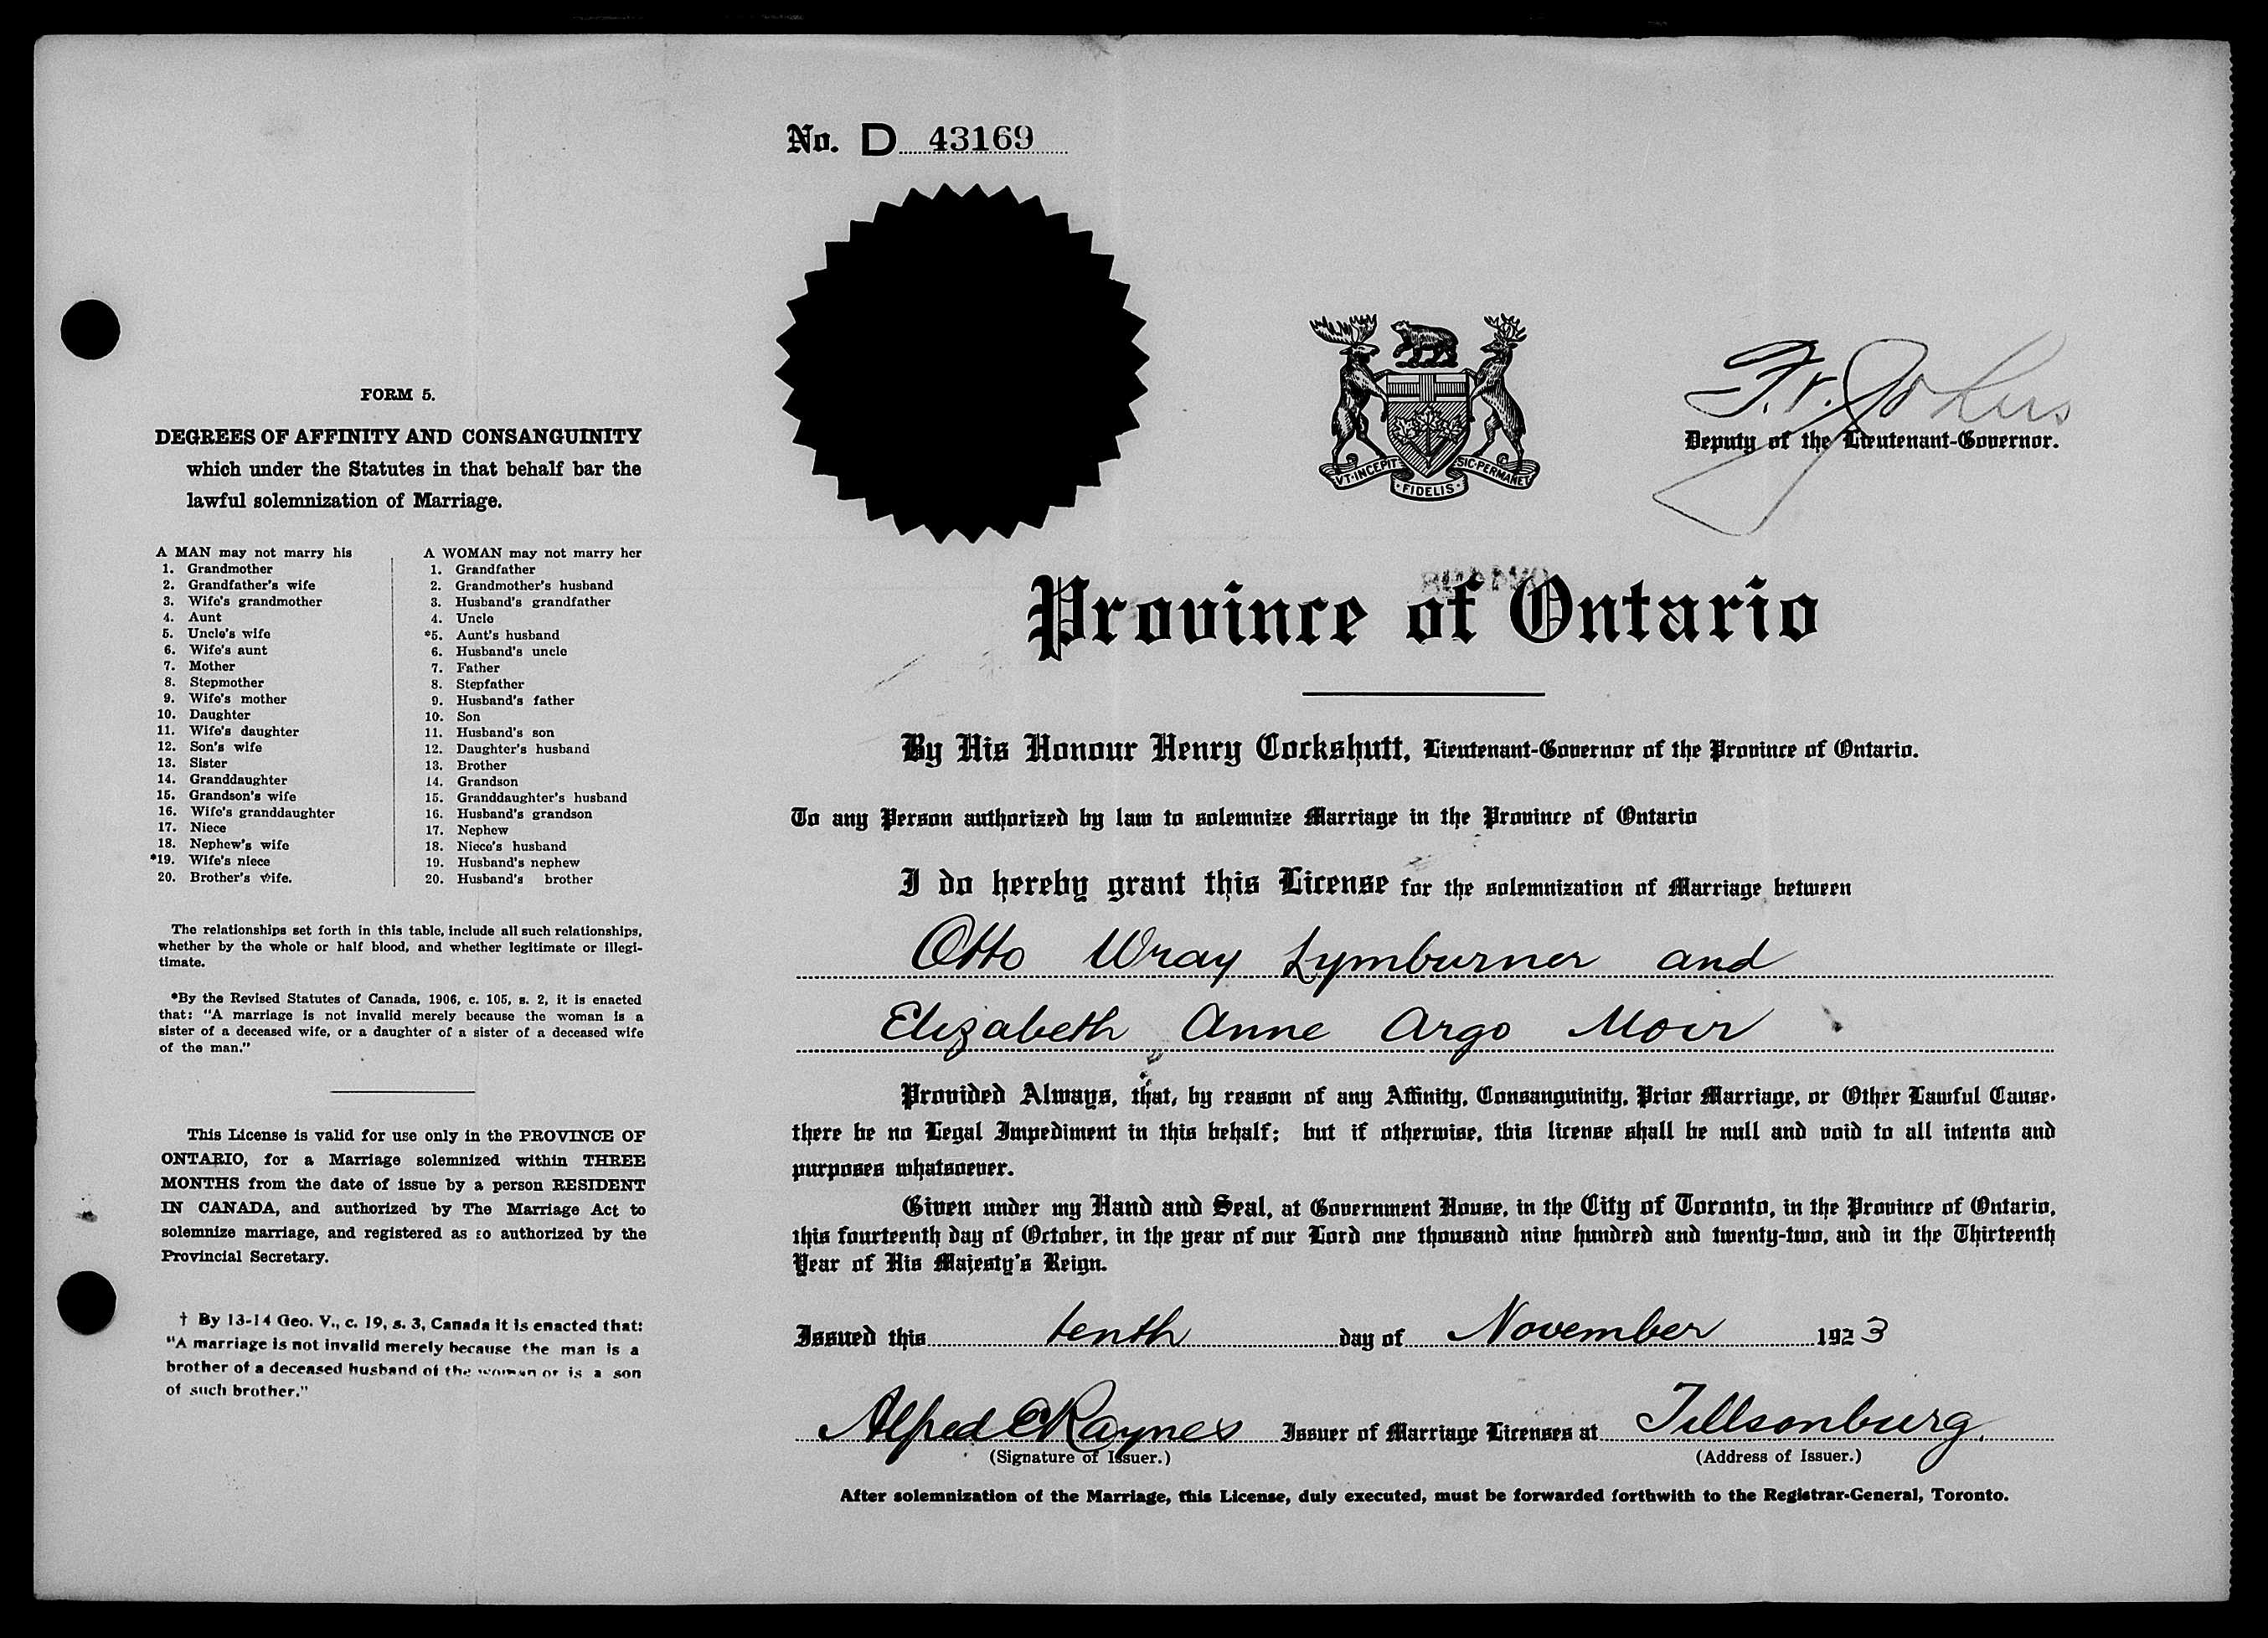 No. D 43169
FORM 5.
DEGREES OF AFFINITY AND CONSANGUINITY
which under the Statutes in that behalf bar the
lawful solemnization of Marriage.
A MAN may not marry his
1. Grandmother
2. Grandfather's wife
3. Wife's grandmother
4. Aunt
5. Uncle's wife
6. Wife's aunt
7. Mother
8. Stepmother
9. Wife's mother
10. Daughter
11. Wife's daughter
12. Son's wife
13. Sister
14. Granddaughter
15. Grandson's wife
16. Wife's granddaughter
17. Niece
18. Nephew's wife
*19. Wife's niece
20. Brother's wife.
A WOMAN may not marry her
1. Grandfather
2. Grandmother's husband
3. Husband's grandfather
4. Uncle
*5. Aunt's husband
6. Husband's uncle
7. Father
8. Stepfather
9. Husband's father
10. Son
11. Husband's son
12. Daughter's husband
13. Brother
14. Grandson
15. Granddaughter's husband
16. Husband's grandson
17. Nephew
18. Niece's husband
19. Husband's nephew
20. Husband's brother
The relationships set forth in this table, include all such relationships,
whether by the whole or half blood, and whether legitimate or illegi-
timate.
*By the Revised Statutes of Canada, 1906, c. 105, s. 2, it is enacted
that: "A marriage is not invalid merely because the woman is a
sister of a deceased wife, or a daughter of a sister of a deceased wife
of the man."
This License is valid for use only in the PROVINCE OF
ONTARIO, for a Marriage solemnized within THREE
MONTHS from the date of issue by a person RESIDENT
IN CANADA, and authorized by The Marriage Act to
solemnize marriage, and registered as so authorized by the
Provincial Secretary.
† By 13-14 Geo. V., c. 19, s. 3, Canada it is enacted that:
"A marriage is not invalid merely because the man is a
brother of a deceased husband of the woman or is a son
of such brother."
VT·INCEPIT SIC·PERMANET
·FIDELIS·
Deputy of the Lieutenant-Governor.
Province of Ontario
By His Honour Henry Cockshutt, Lieutenant-Governor of the Province of Ontario.
To any Person authorized by law to solemnize Marriage in the Province of Ontario
I do hereby grant this License for the solemnization of Marriage between
Otto Wray Lymburner and
Elizabeth Anne Argo Moir
Provided Always, that, by reason of any Affinity, Consanguinity, Prior Marriage, or Other Lawful Cause.
there be no Legal Impediment in this behalf; but if otherwise, this license shall be null and void to all intents and
purposes whatsoever.
Given under my Hand and Seal, at Government House, in the City of Toronto, in the Province of Ontario,
this fourteenth day of October, in the year of our Lord one thousand nine hundred and twenty-two, and in the Thirteenth
Year of His Majesty's Reign.
Issued this tenth day of November 1923
Alfred C Raynes Issuer of Marriage Licenses at Tillsonburg.
(Signature of Issuer.) (Address of Issuer.)
After solemnization of the Marriage, this License, duly executed, must be forwarded forthwith to the Registrar-General, Toronto.